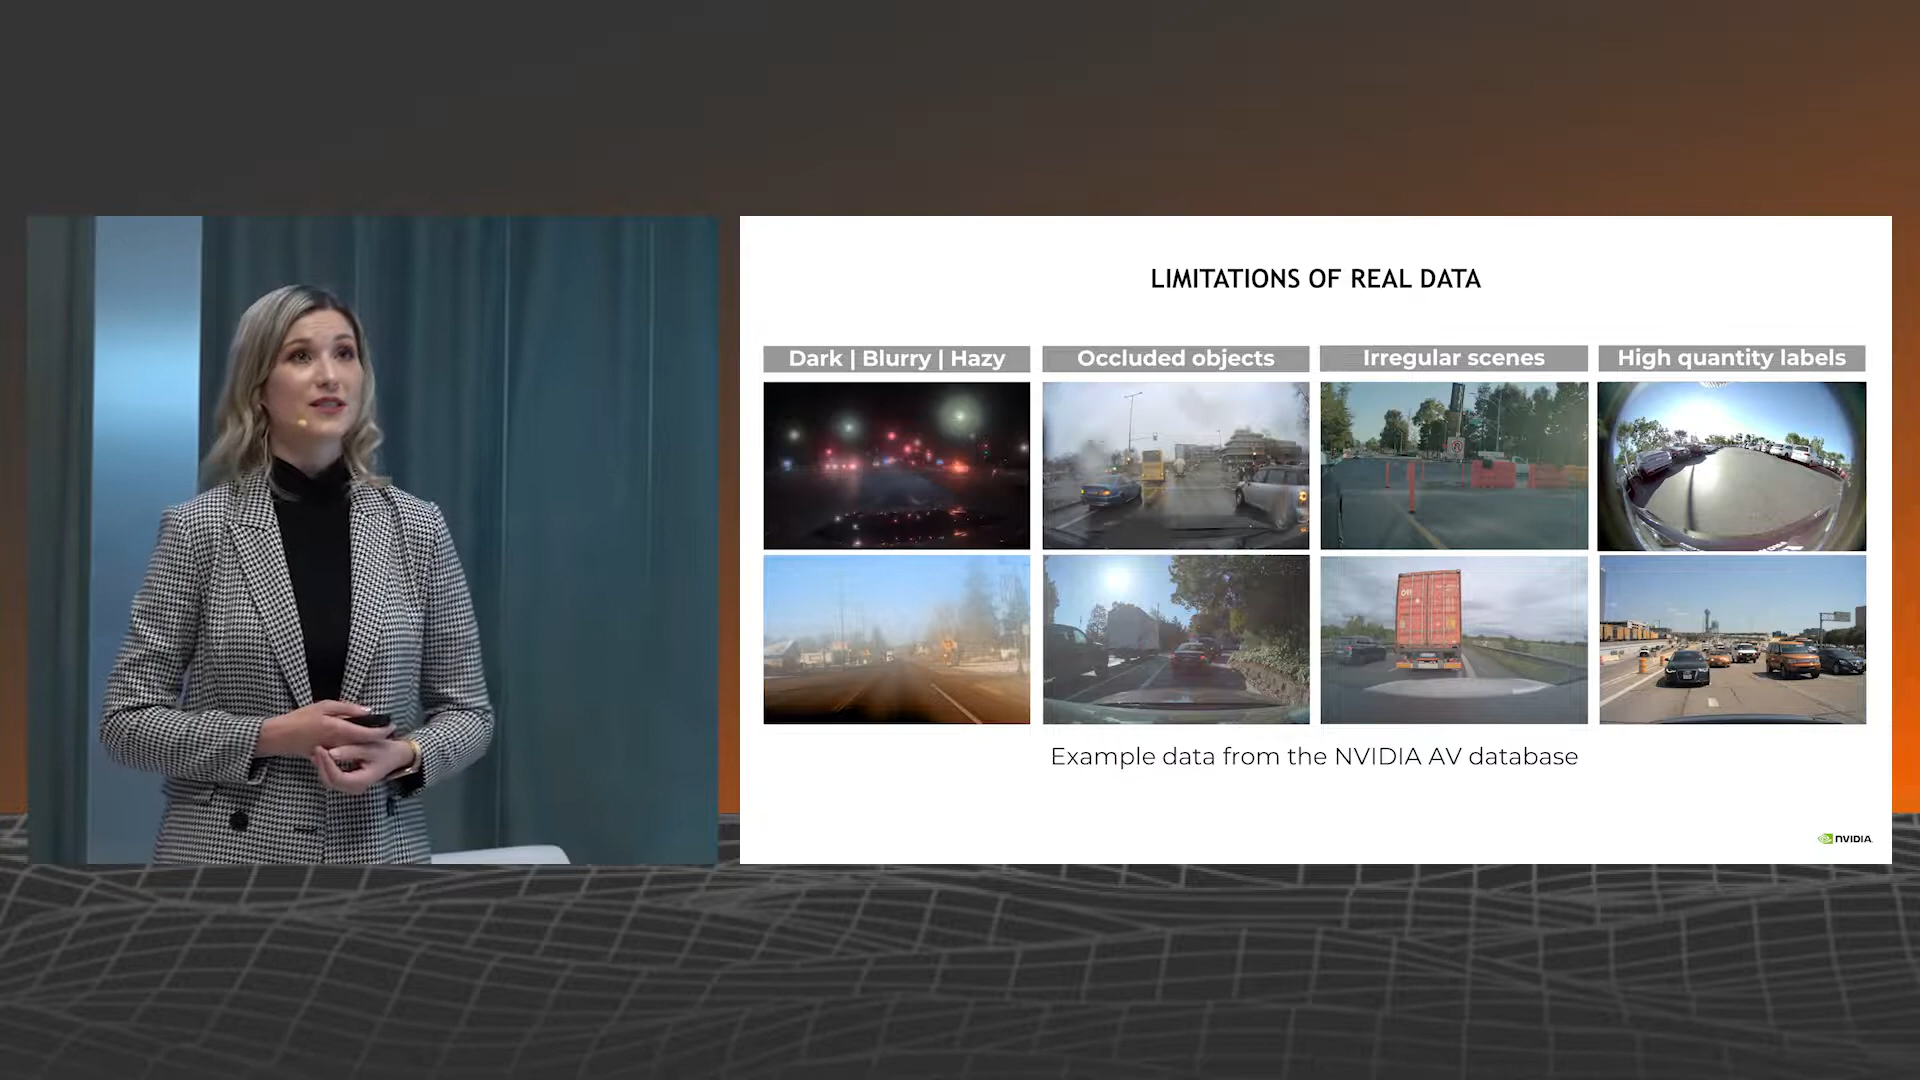 LIMITATIONS OF REAL DATA
Dark | Blurry | Hazy
Occluded objects
Irregular scenes
High quantity labels
Example data from the NVIDIA AV database
NVIDIA.